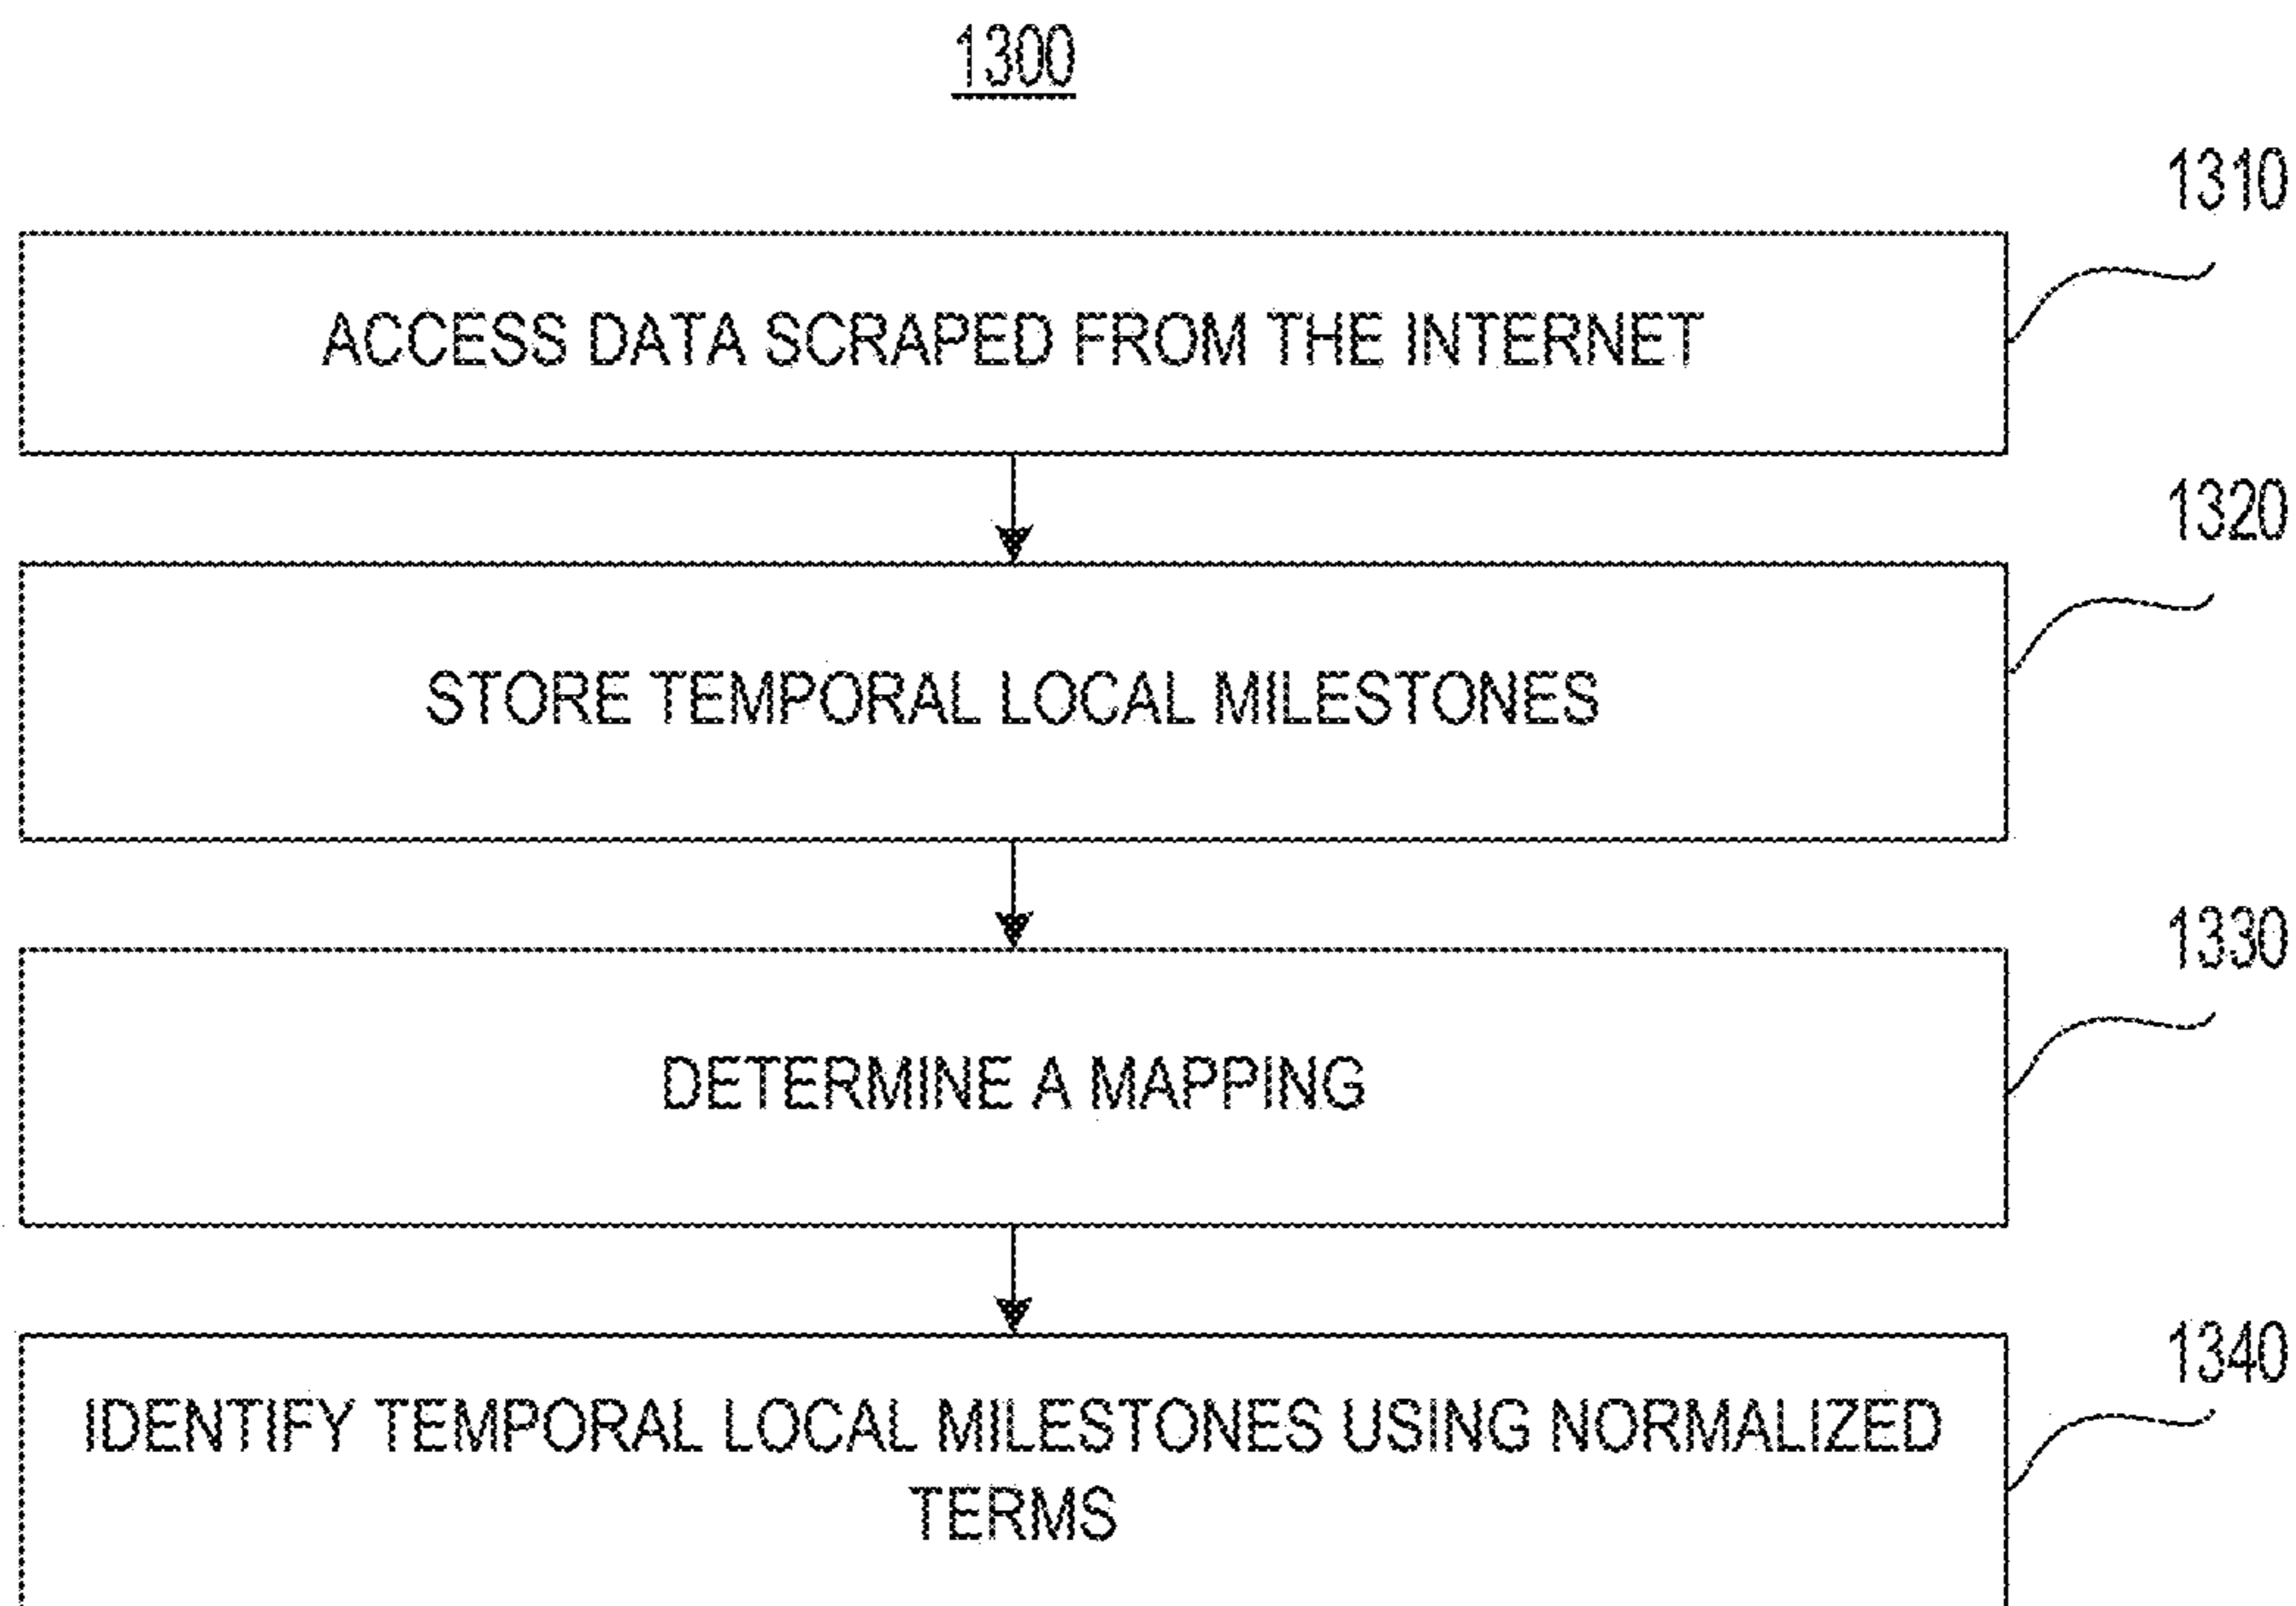 1300
1310
ACCESS DATA SCRAPED FROM THE INTERNET
1320
STORE TEMPORAL LOCAL MILESTONES
1330
DETERMINE A MAPPING
1340
IDENTIFY TEMPORAL LOCAL MILESTONES USING NORMALIZED
TERMS